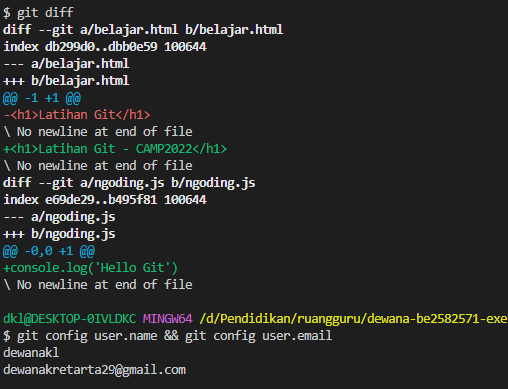 $ git diff
diff --git a/belajar.html b/belajar.html
index db299d0..dbb0e59 100644
--- a/belajar.html
+++ b/belajar.html
@@ -1 +1 @@
-<h1>Latihan Git</h1>
\ No newline at end of file
+<h1>Latihan Git - CAMP2022</h1>
\ No newline at end of file
diff --git a/ngoding.js b/ngoding.js
index e69de29..b495f81 100644
--- a/ngoding.js
+++ b/ngoding.js
@@ -0,0 +1 @@
+console.log('Hello Git')
\ No newline at end of file
dkl@DESKTOP-0IVLDKC MINGW64 /d/Pendidikan/ruangguru/dewana-be2582571-exe
$ git config user.name && git config user.email
dewanakl
dewanakretarta29@gmail.com